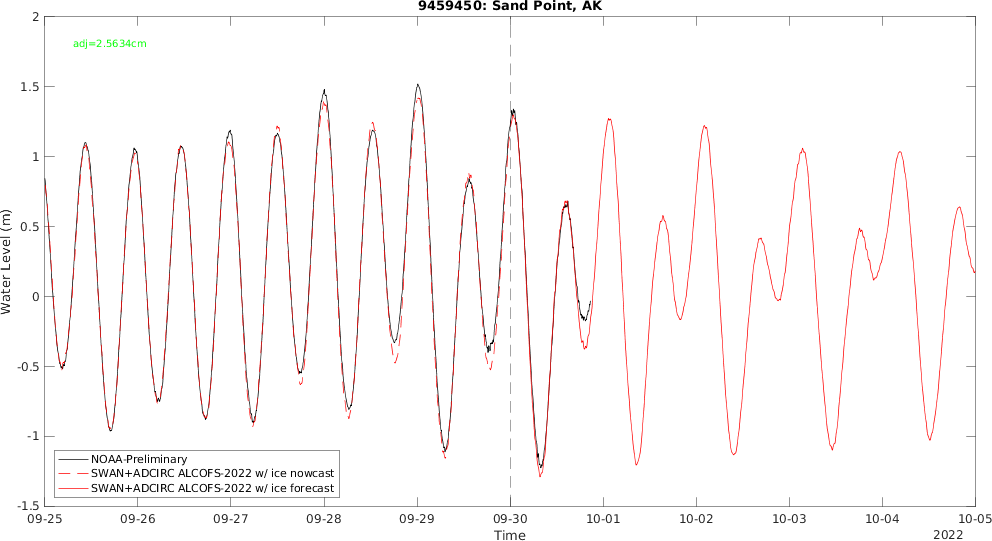 9459450: Sand Point, AK
adj=2.5634cm
2
1.5
1
0.5
0
-0.5
-1
-1.5
Water Level (m)
NOAA-Preliminary
SWAN+ADCIRC ALCOFS-2022 w/ ice nowcast
SWAN+ADCIRC ALCOFS-2022 w/ ice forecast
09-25 09-26 09-27 09-28 09-29 09-30 10-01 10-02 10-03 10-04 10-05
Time
2022